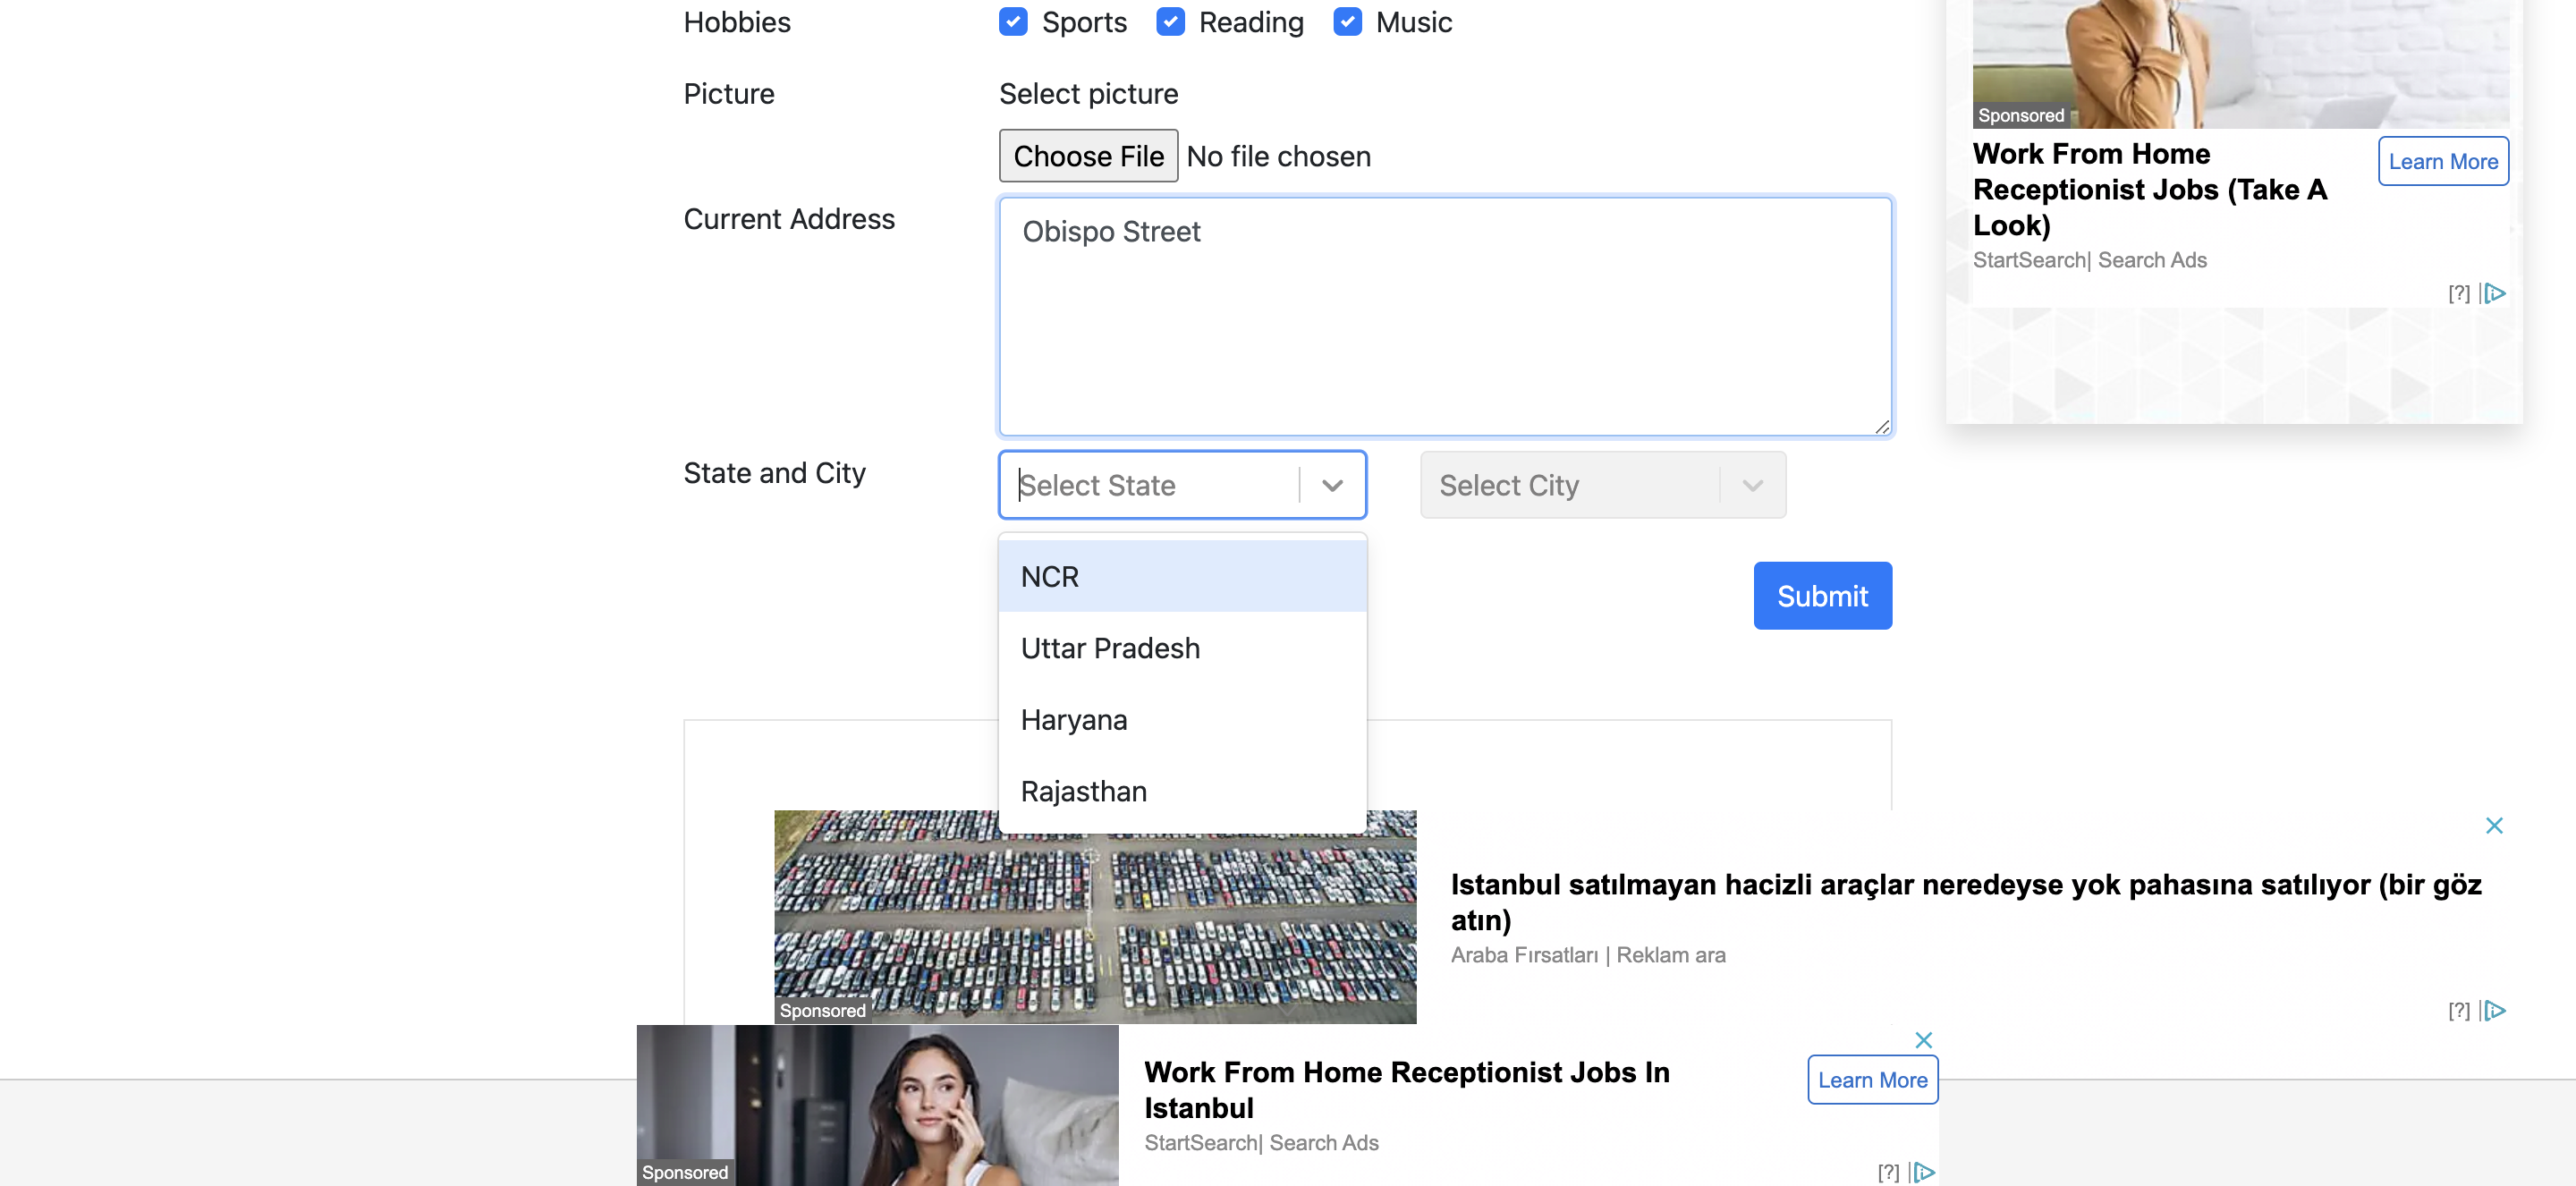 Hobbies
Sports
Reading
Music
Picture
Select picture
Choose File
No file chosen
Current Address
Obispo Street
State and City
Select State
Select City
NCR
Uttar Pradesh
Haryana
Rajasthan
Submit
Sponsored
Work From Home
Receptionist Jobs (Take A
Look)
Learn More
StartSearch| Search Ads
[?]
Sponsored
Istanbul satılmayan hacizli araçlar neredeyse yok pahasına satılıyor (bir göz
atın)
Araba Fırsatları | Reklam ara
[?]
Sponsored
Work From Home Receptionist Jobs In
Istanbul
StartSearch| Search Ads
Learn More
[?]